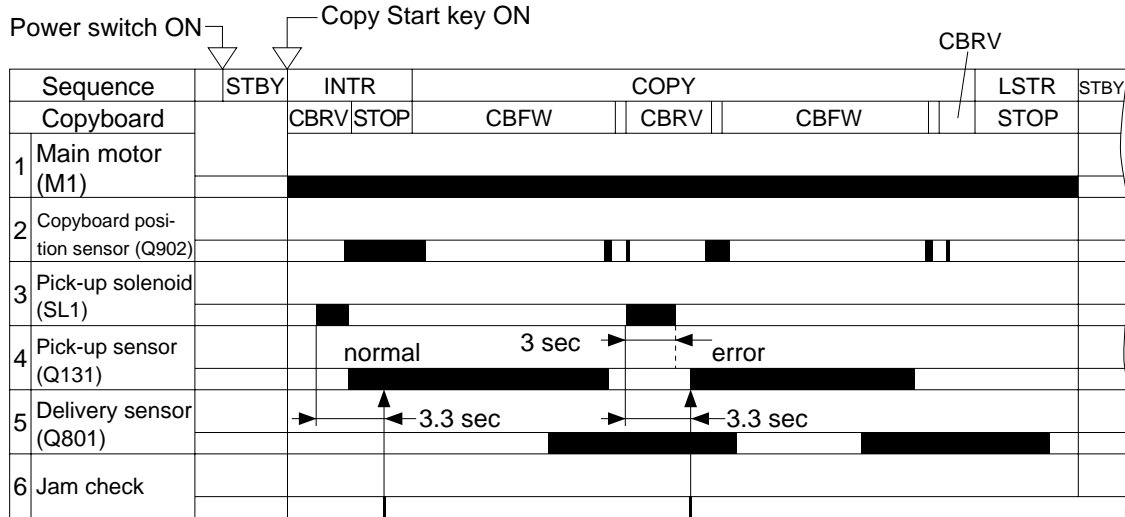 Power switch ON
Copy Start key ON
CBRV
Sequence STBY INTR COPY LSTR STBY
Copyboard CBRV STOP CBFW CBRV CBFW STOP
1 Main motor
(M1)
2 Copyboard posi-
tion sensor (Q902)
3 Pick-up solenoid
(SL1)
4 Pick-up sensor
(Q131)
normal 3 sec error
5 Delivery sensor
(Q801)
3.3 sec 3.3 sec
6 Jam check